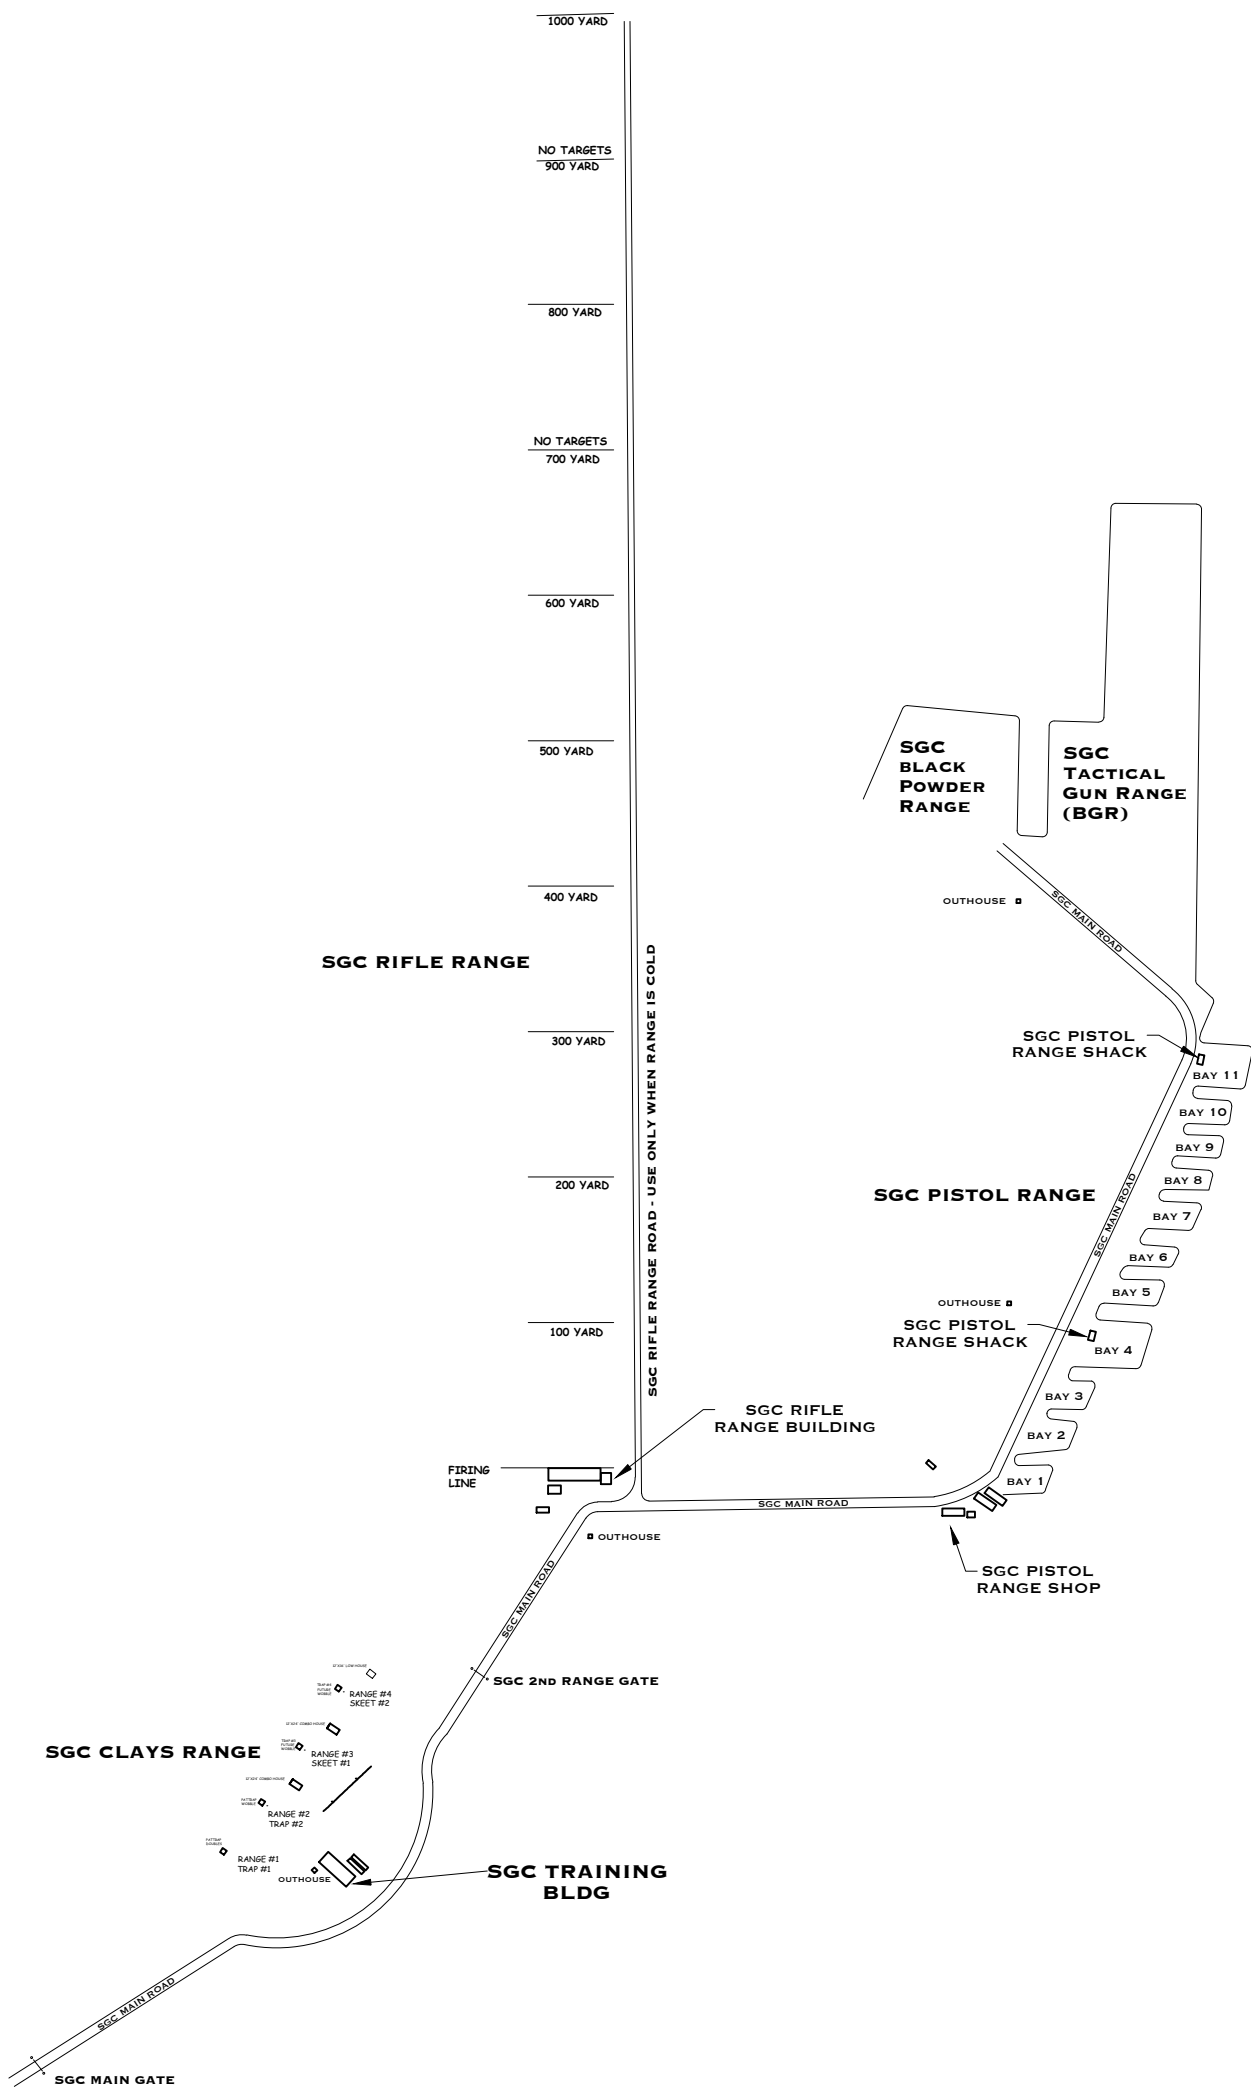 1000 YARD
NO TARGETS
900 YARD
800 YARD
NO TARGETS
700 YARD
600 YARD
500 YARD
400 YARD
SGC RIFLE RANGE
300 YARD
200 YARD
100 YARD
SGC RIFLE RANGE ROAD - USE ONLY WHEN RANGE IS COLD
FIRING
LINE
SGC RIFLE
RANGE BUILDING
SGC
BLACK
POWDER
RANGE
SGC
TACTICAL
GUN RANGE
(BGR)
OUTHOUSE
SGC MAIN ROAD
SGC PISTOL
RANGE SHACK
BAY 11
BAY 10
BAY 9
BAY 8
SGC PISTOL RANGE
SGC MAIN ROAD
BAY 7
BAY 6
BAY 5
OUTHOUSE
SGC PISTOL
RANGE SHACK
BAY 4
BAY 3
BAY 2
BAY 1
SGC MAIN ROAD
OUTHOUSE
SGC PISTOL
RANGE SHOP
SGC MAIN ROAD
SGC 2ND RANGE GATE
RANGE #4
SKEET #2
SGC CLAYS RANGE
RANGE #3
SKEET #1
RANGE #2
TRAP #2
RANGE #1
TRAP #1
OUTHOUSE
SGC TRAINING
BLDG
SGC MAIN ROAD
SGC MAIN GATE